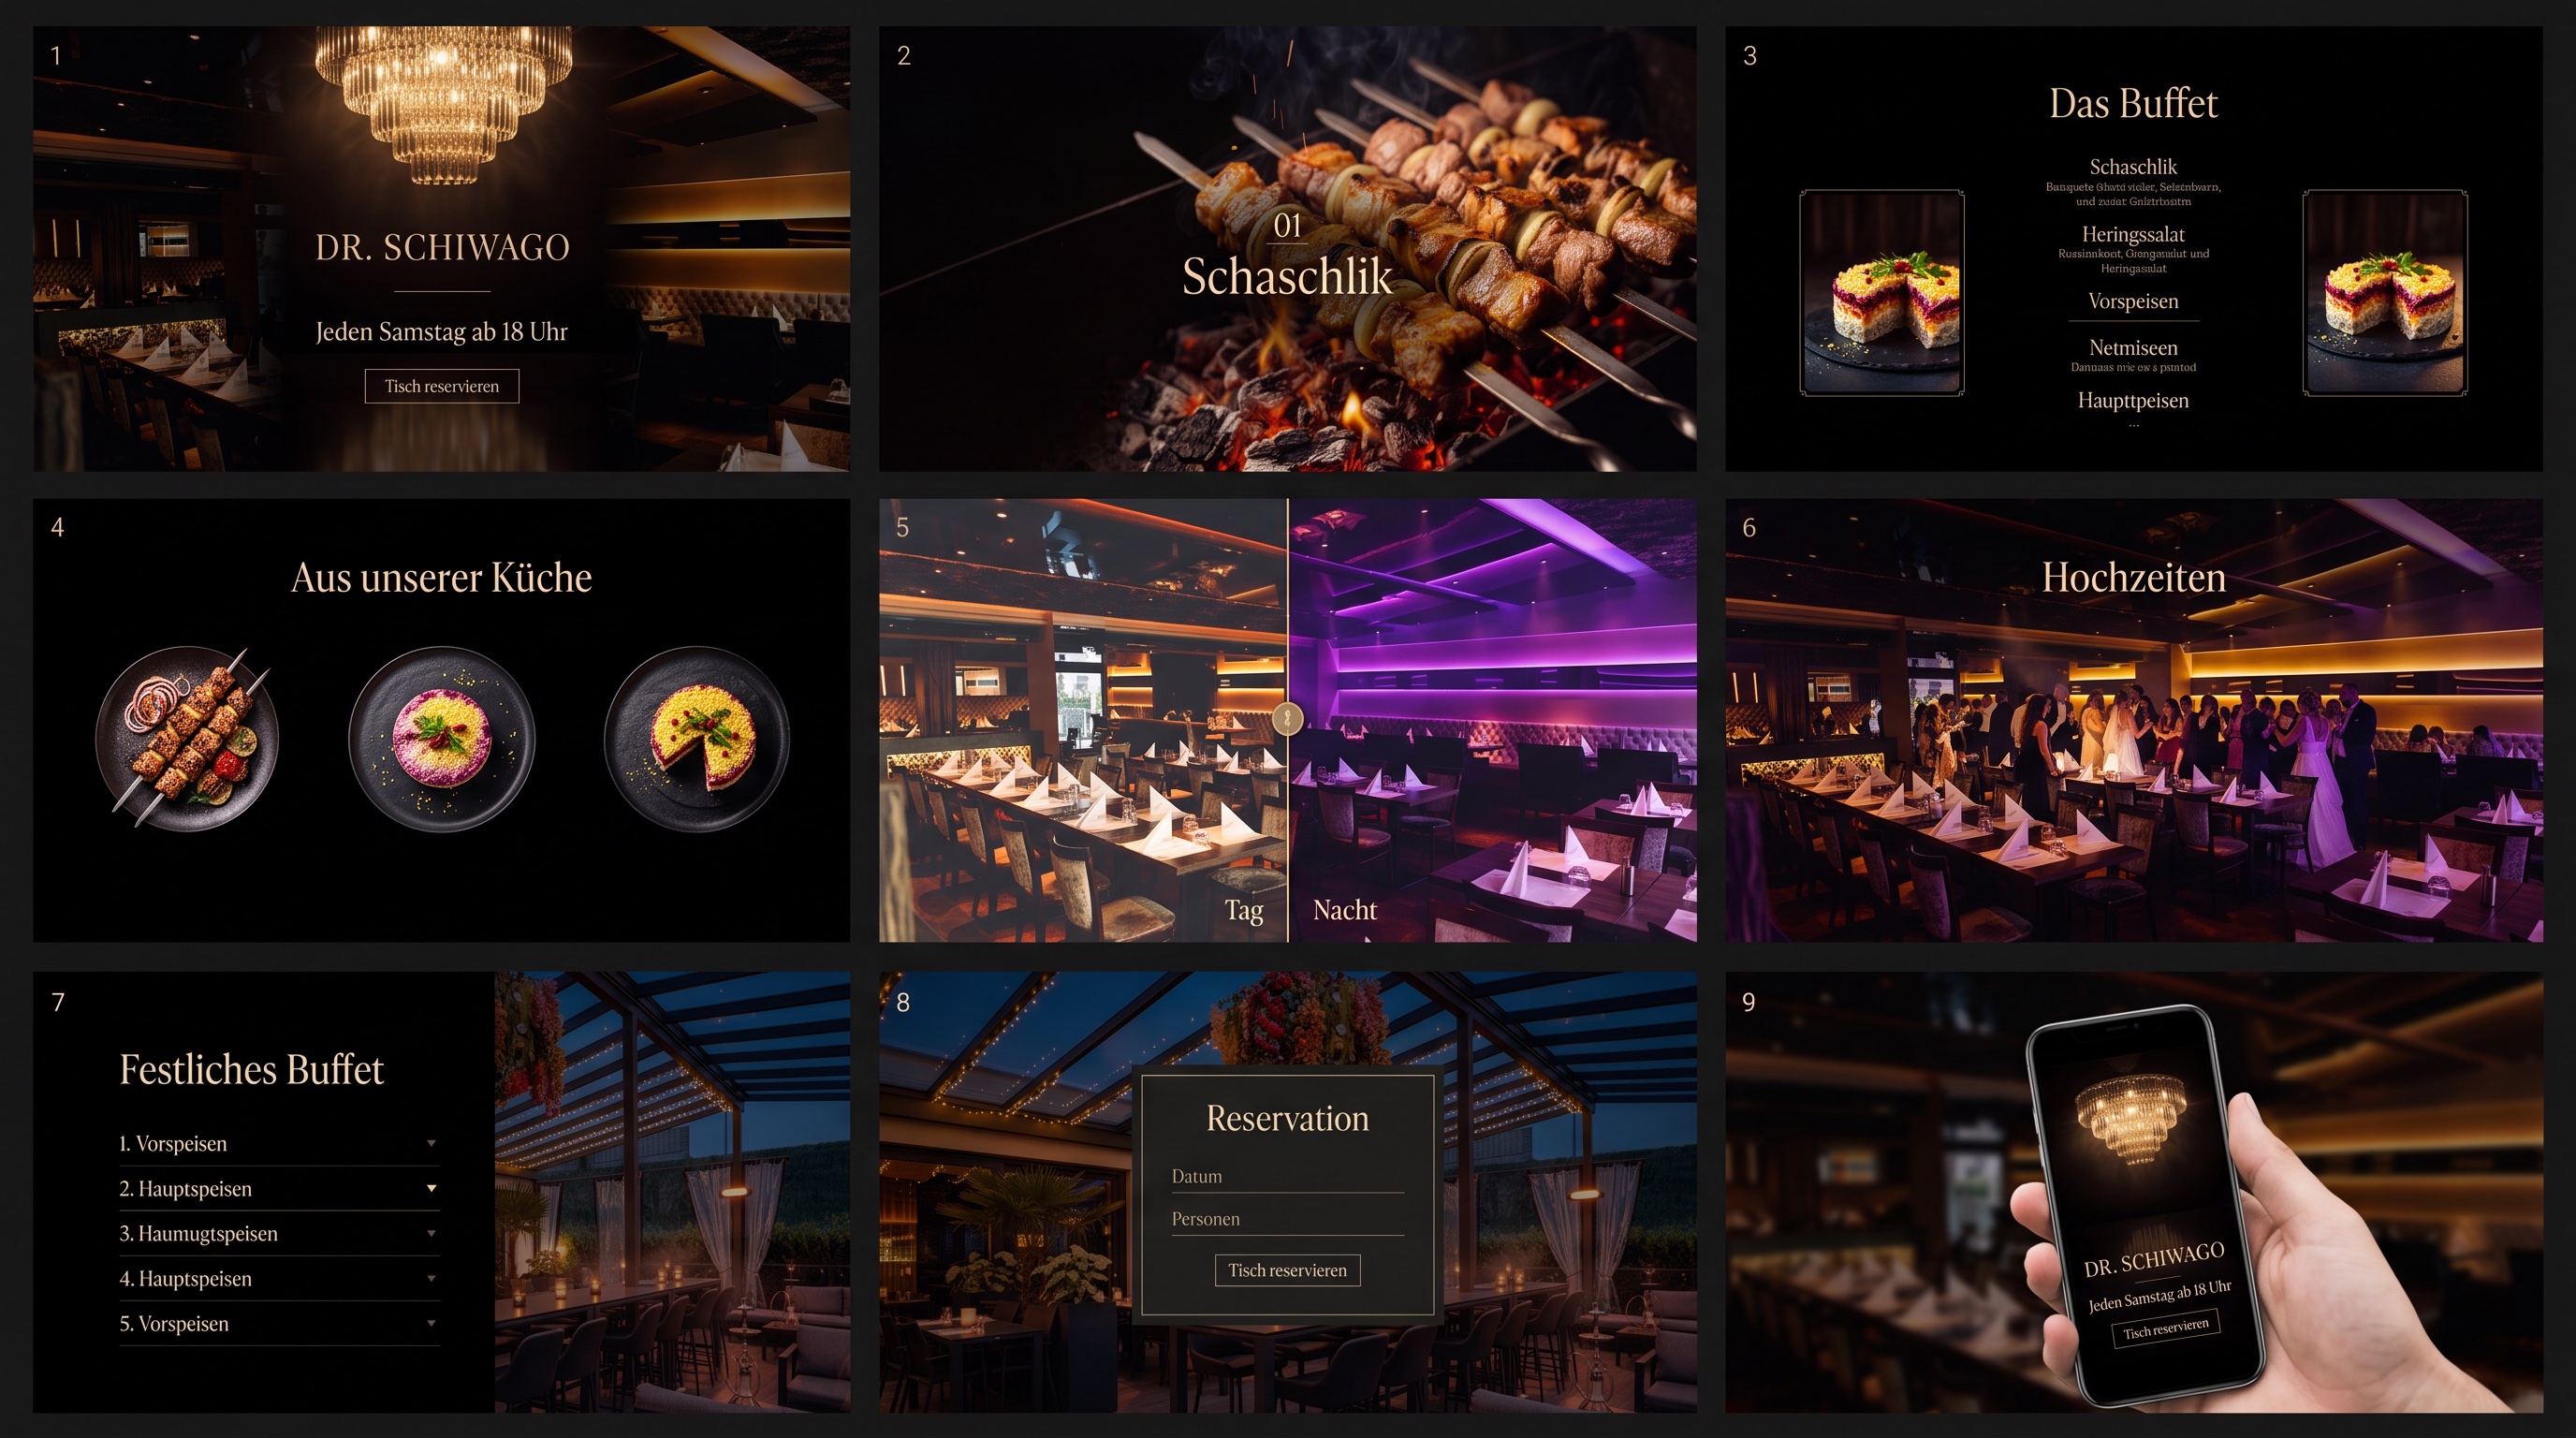 1
DR. SCHIWAGO
Jeden Samstag ab 18 Uhr
Tisch reservieren
2
01
Schaschlik
3
Das Buffet
Schaschlik
und
Heringssalat
und
Vorspeisen
Netmiseen
Haupttpeisen
...
4
Aus unserer Küche
5
Tag
Nacht
6
Hochzeiten
7
Festliches Buffet
1. Vorspeisen
2. Hauptspeisen
3. Haumugtspeisen
4. Hauptspeisen
5. Vorspeisen
8
Reservation
Datum
Personen
Tisch reservieren
9
DR. SCHIWAGO
Jeden Samstag ab 18 Uhr
Tisch reservieren